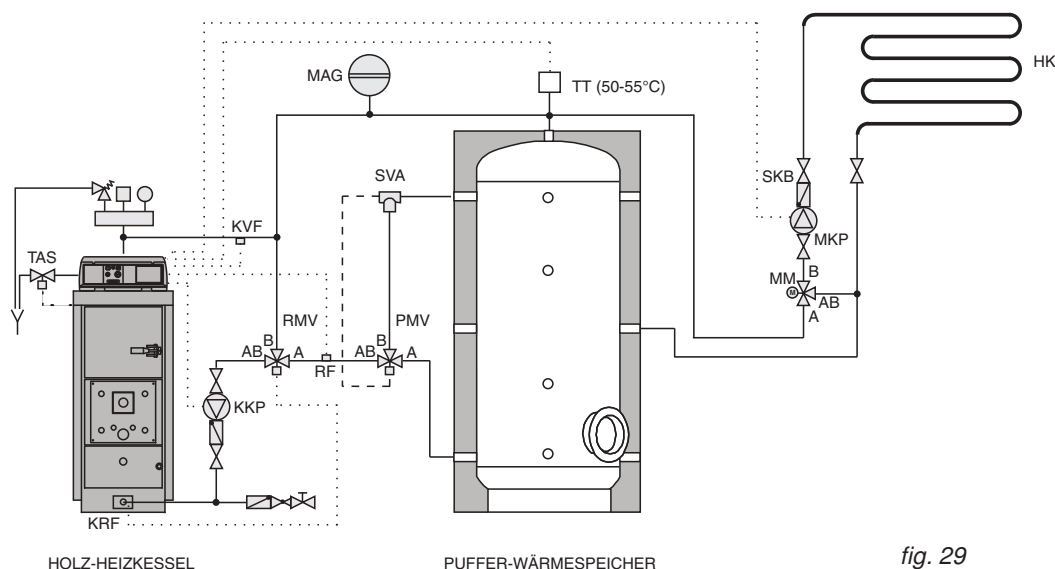 MAG
TT (50-55°C)
HK
SVA
SKB
KVF
TAS
MKP
B
MM
M
AB
A
B
RMV
PMV
B
AB
A
RF
AB
A
KKP
KRF
HOLZ-HEIZKESSEL
PUFFER-WÄRMESPEICHER
fig. 29